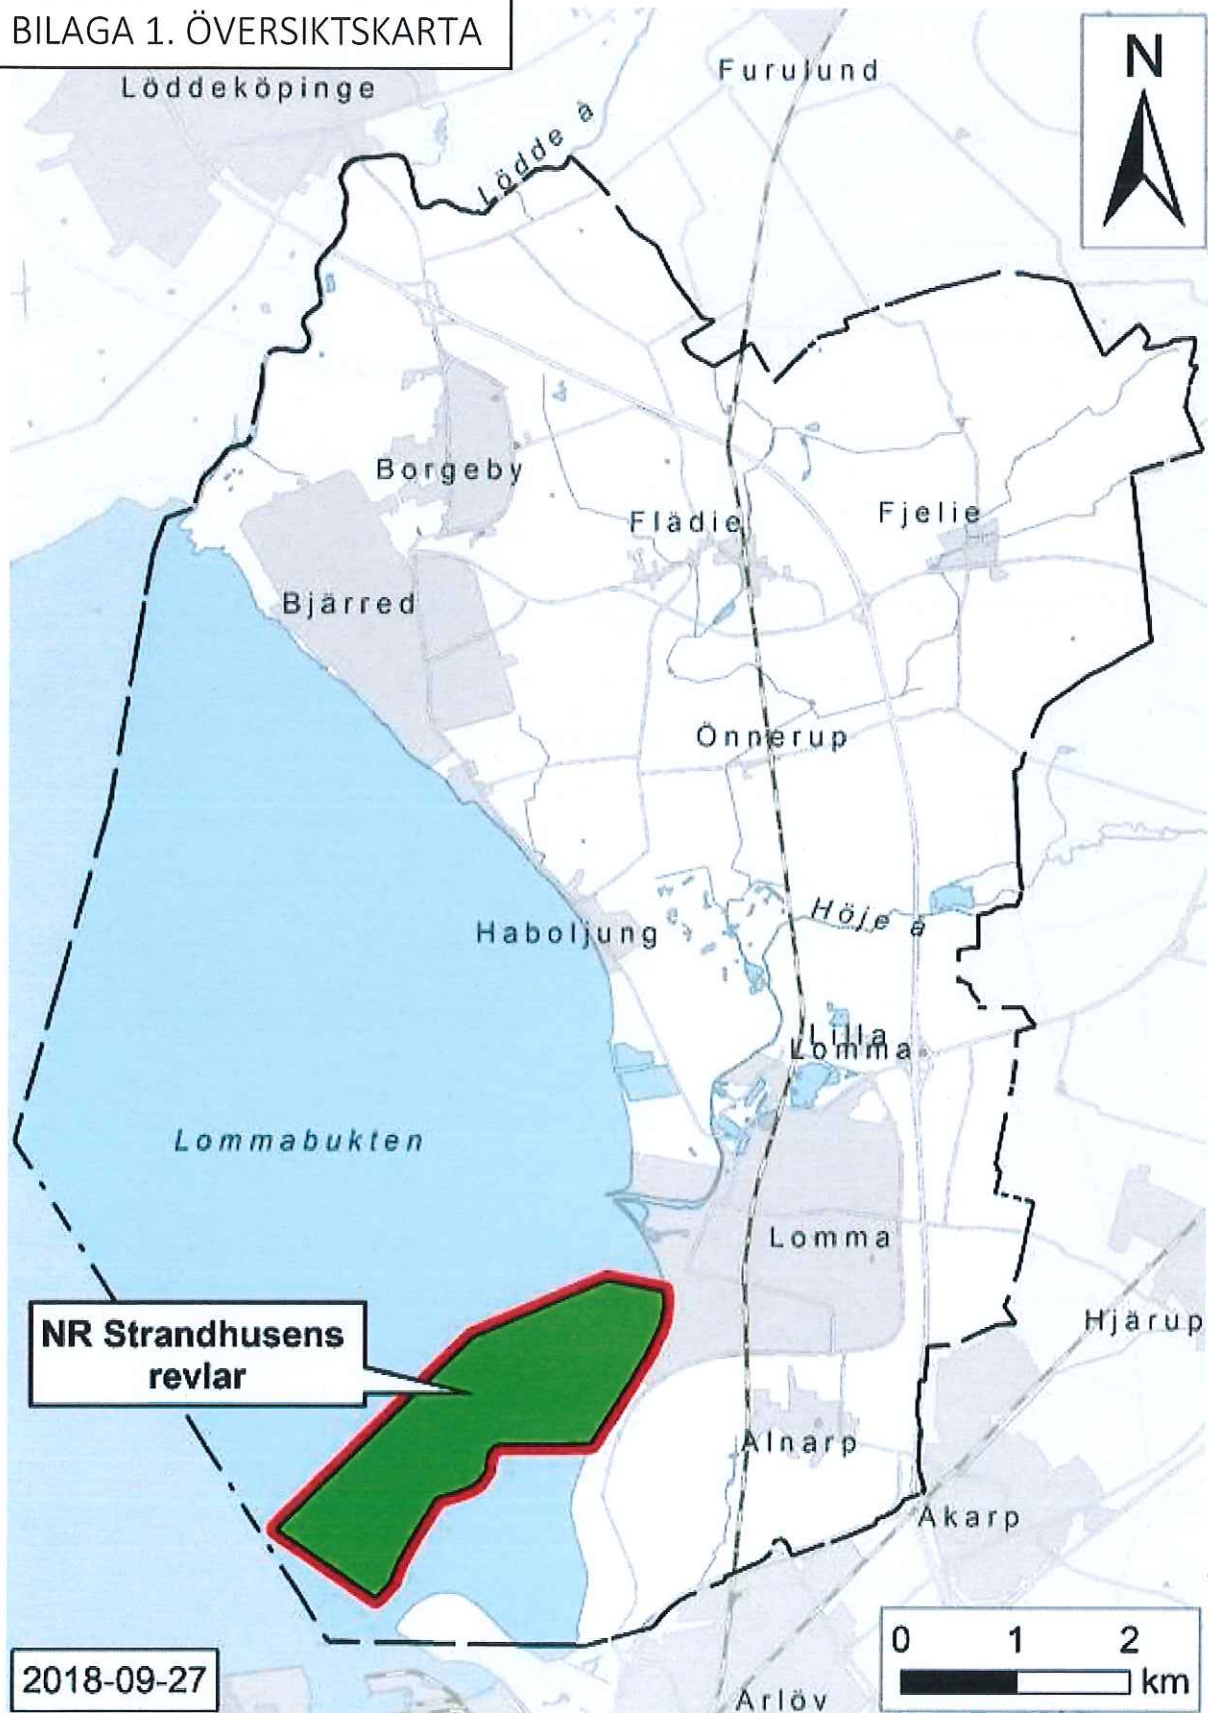 BILAGA 1. ÖVERSIKTSKARTA
N
Löddeköpinge
Furulund
Lödde å
Borgeby
Flädie
Fjelie
Bjärred
Önnerup
Höje å
Haboljung
Lilla
Lomma
Lommabukten
Lomma
NR Strandhusens
revlar
Hjärup
Alnarp
Åkarp
0 1 2
km
2018-09-27
Arlöv